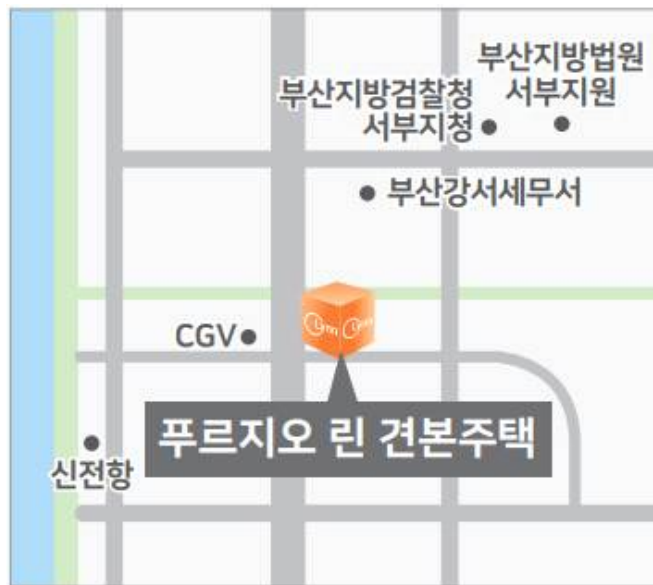 부산지방법원
서부지원
부산지방검찰청
서부지청
부산강서세무서
Lynn Lynn
CGV
푸르지오 린 견본주택
신전항